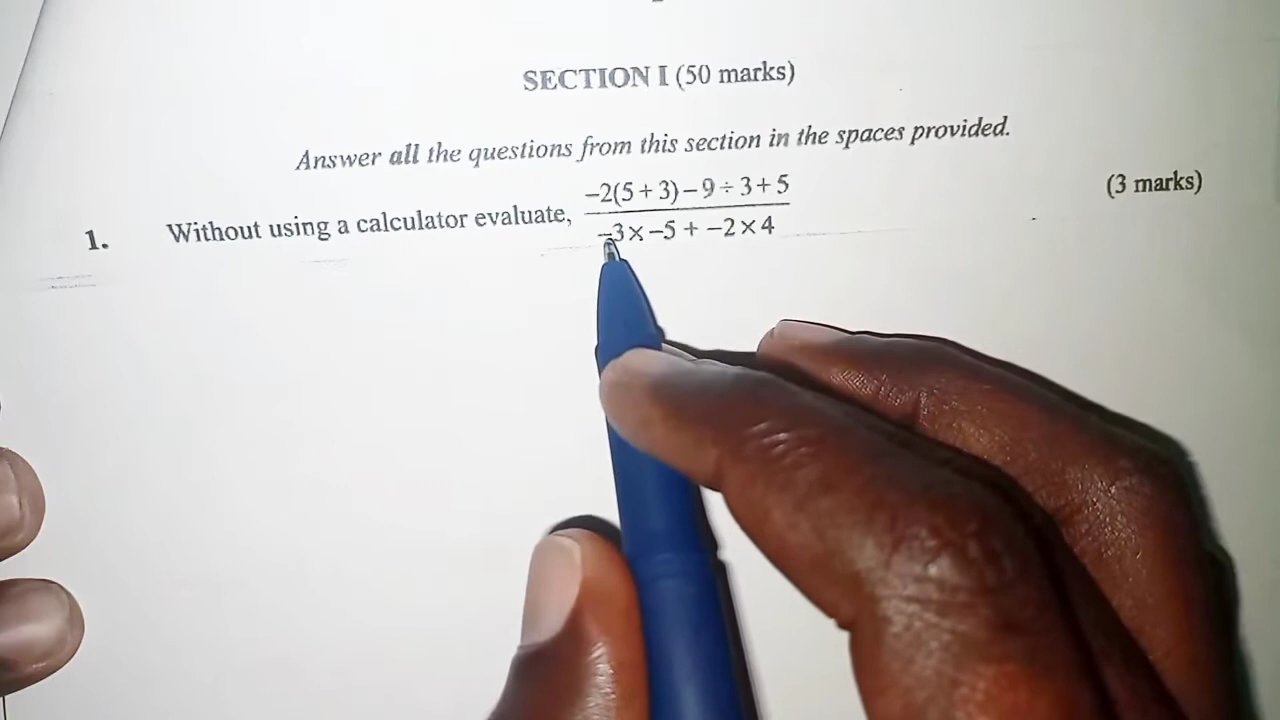 SECTION I (50 marks)
Answer all the questions from this section in the spaces provided.
1. Without using a calculator evaluate, (3 marks)
−2(5 + 3) − 9 ÷ 3 + 5
−3 × −5 + −2 × 4